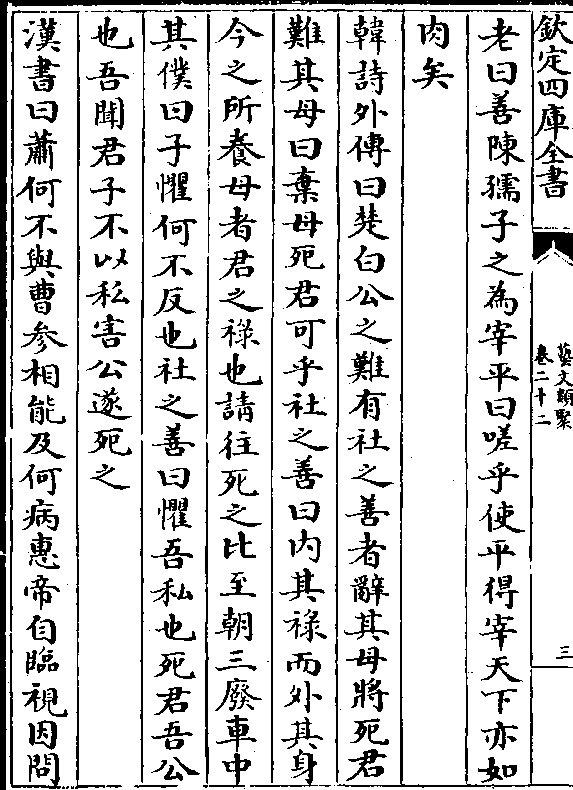 欽定四庫全書
藝文類聚
卷二十二
三
老曰善陳孺子之為宰平曰嗟乎使平得宰天下亦如
肉矣
韓詩外傳曰楚白公之難有社之善者辭其母將死君
難其母曰棄母死君可乎社之善曰内其祿而外其身
今之所養母者君之祿也請往死之比至朝三廢車中
其僕曰子懼何不反也社之善曰懼吾私也死君吾公
也吾聞君子不以私害公遂死之
漢書曰蕭何不與曹參相能及何病惠帝自臨視因問